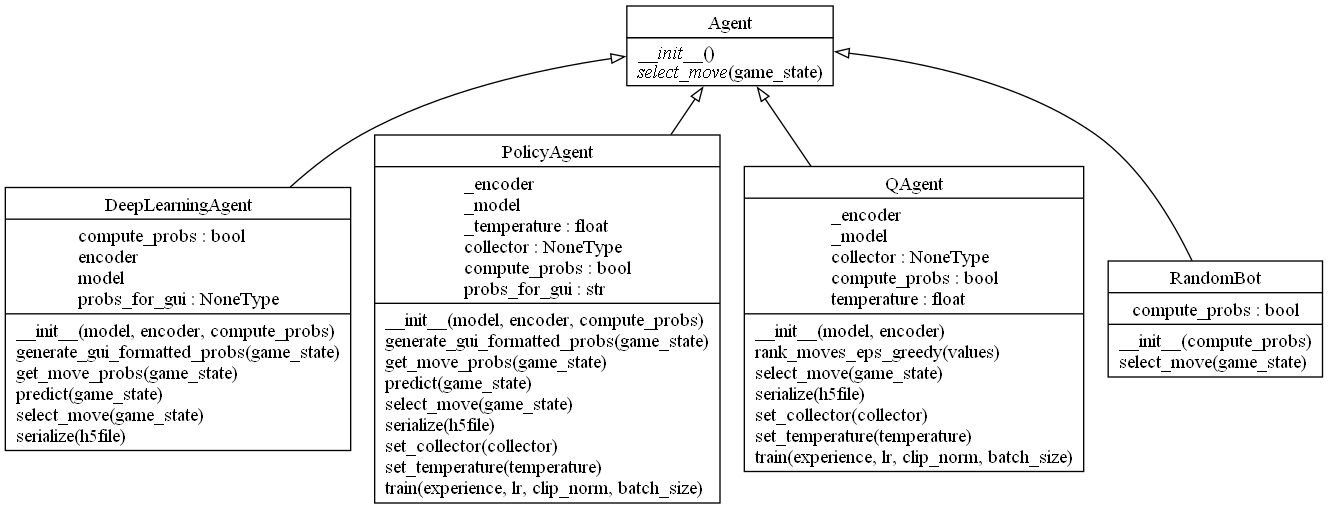 Agent
__init__()
select_move(game_state)
DeepLearningAgent
compute_probs : bool
encoder
model
probs_for_gui : NoneType
__init__(model, encoder, compute_probs)
generate_gui_formatted_probs(game_state)
get_move_probs(game_state)
predict(game_state)
select_move(game_state)
serialize(h5file)
PolicyAgent
_encoder
_model
_temperature : float
collector : NoneType
compute_probs : bool
probs_for_gui : str
__init__(model, encoder, compute_probs)
generate_gui_formatted_probs(game_state)
get_move_probs(game_state)
predict(game_state)
select_move(game_state)
serialize(h5file)
set_collector(collector)
set_temperature(temperature)
train(experience, lr, clip_norm, batch_size)
QAgent
_encoder
_model
collector : NoneType
compute_probs : bool
temperature : float
__init__(model, encoder)
rank_moves_eps_greedy(values)
select_move(game_state)
serialize(h5file)
set_collector(collector)
set_temperature(temperature)
train(experience, lr, clip_norm, batch_size)
RandomBot
compute_probs : bool
__init__(compute_probs)
select_move(game_state)